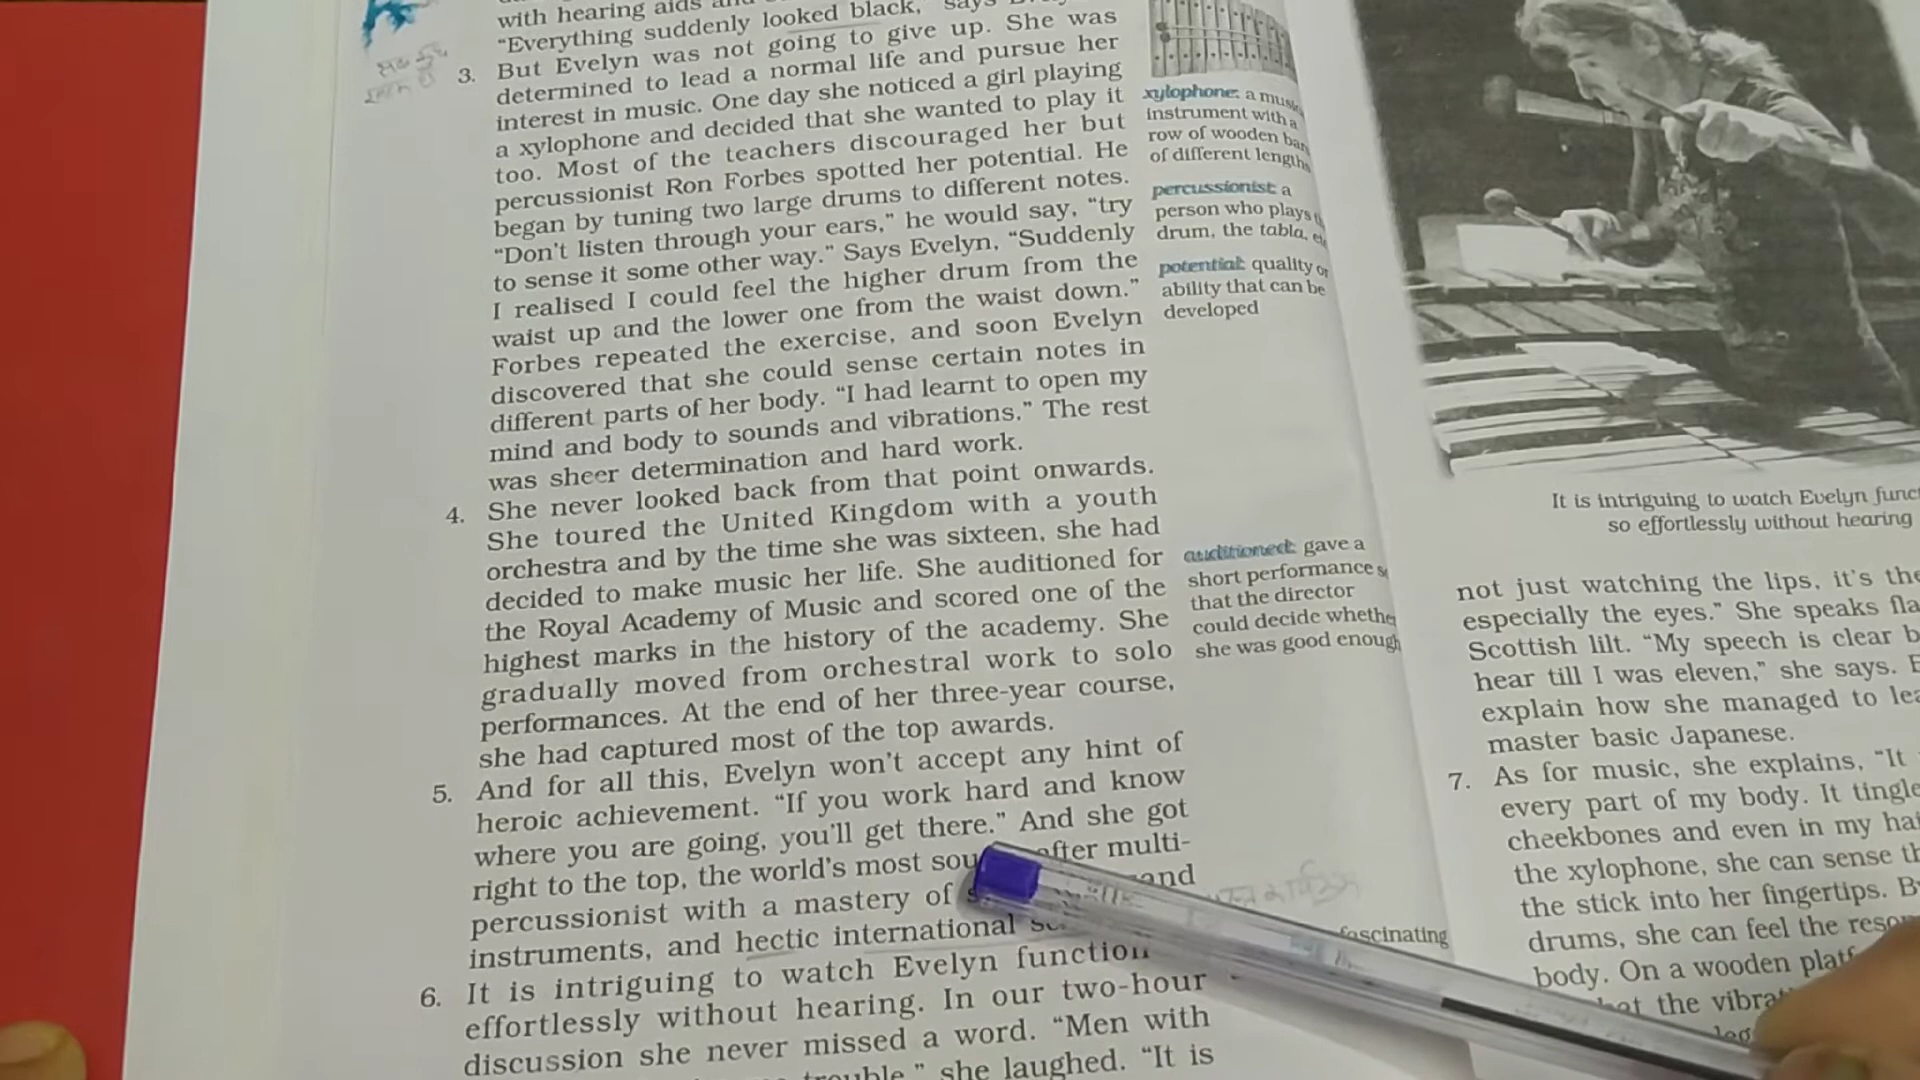 with hearing aids
"Everything suddenly looked black," says
3. But Evelyn was not going to give up. She was
determined to lead a normal life and pursue her
interest in music. One day she noticed a girl playing
a xylophone and decided that she wanted to play it
too. Most of the teachers discouraged her but
percussionist Ron Forbes spotted her potential. He
began by tuning two large drums to different notes.
"Don't listen through your ears," he would say, "try
to sense it some other way." Says Evelyn, "Suddenly
I realised I could feel the higher drum from the
waist up and the lower one from the waist down."
Forbes repeated the exercise, and soon Evelyn
discovered that she could sense certain notes in
different parts of her body. "I had learnt to open my
mind and body to sounds and vibrations." The rest
was sheer determination and hard work.
4. She never looked back from that point onwards.
She toured the United Kingdom with a youth
orchestra and by the time she was sixteen, she had
decided to make music her life. She auditioned for
the Royal Academy of Music and scored one of the
highest marks in the history of the academy. She
gradually moved from orchestral work to solo
performances. At the end of her three-year course,
she had captured most of the top awards.
5. And for all this, Evelyn won't accept any hint of
heroic achievement. "If you work hard and know
where you are going, you'll get there." And she got
right to the top, the world's most after multi-
percussionist with a mastery of and
instruments, and hectic international
6. It is intriguing to watch Evelyn function
effortlessly without hearing. In our two-hour
discussion she never missed a word. "Men with
trouble," she laughed. "It is
xylophone: a
instrument with a
row of wooden
of different lengths
percussionist: a
person who plays
drum, the tabla,
potential: quality or
ability that can be
developed
auditioned: gave a
short performance
that the director
could decide whether
she was good enough
fascinating
It is intriguing to watch Evelyn
so effortlessly without hearing
not just watching the lips, it's the
especially the eyes." She speaks
Scottish lilt. "My speech is clear
hear till I was eleven," she says.
explain how she managed to
master basic Japanese.
7. As for music, she explains, "It
every part of my body. It
cheekbones and even in my
the xylophone, she can sense
the stick into her fingertips.
drums, she can feel the
body. On a wooden
the